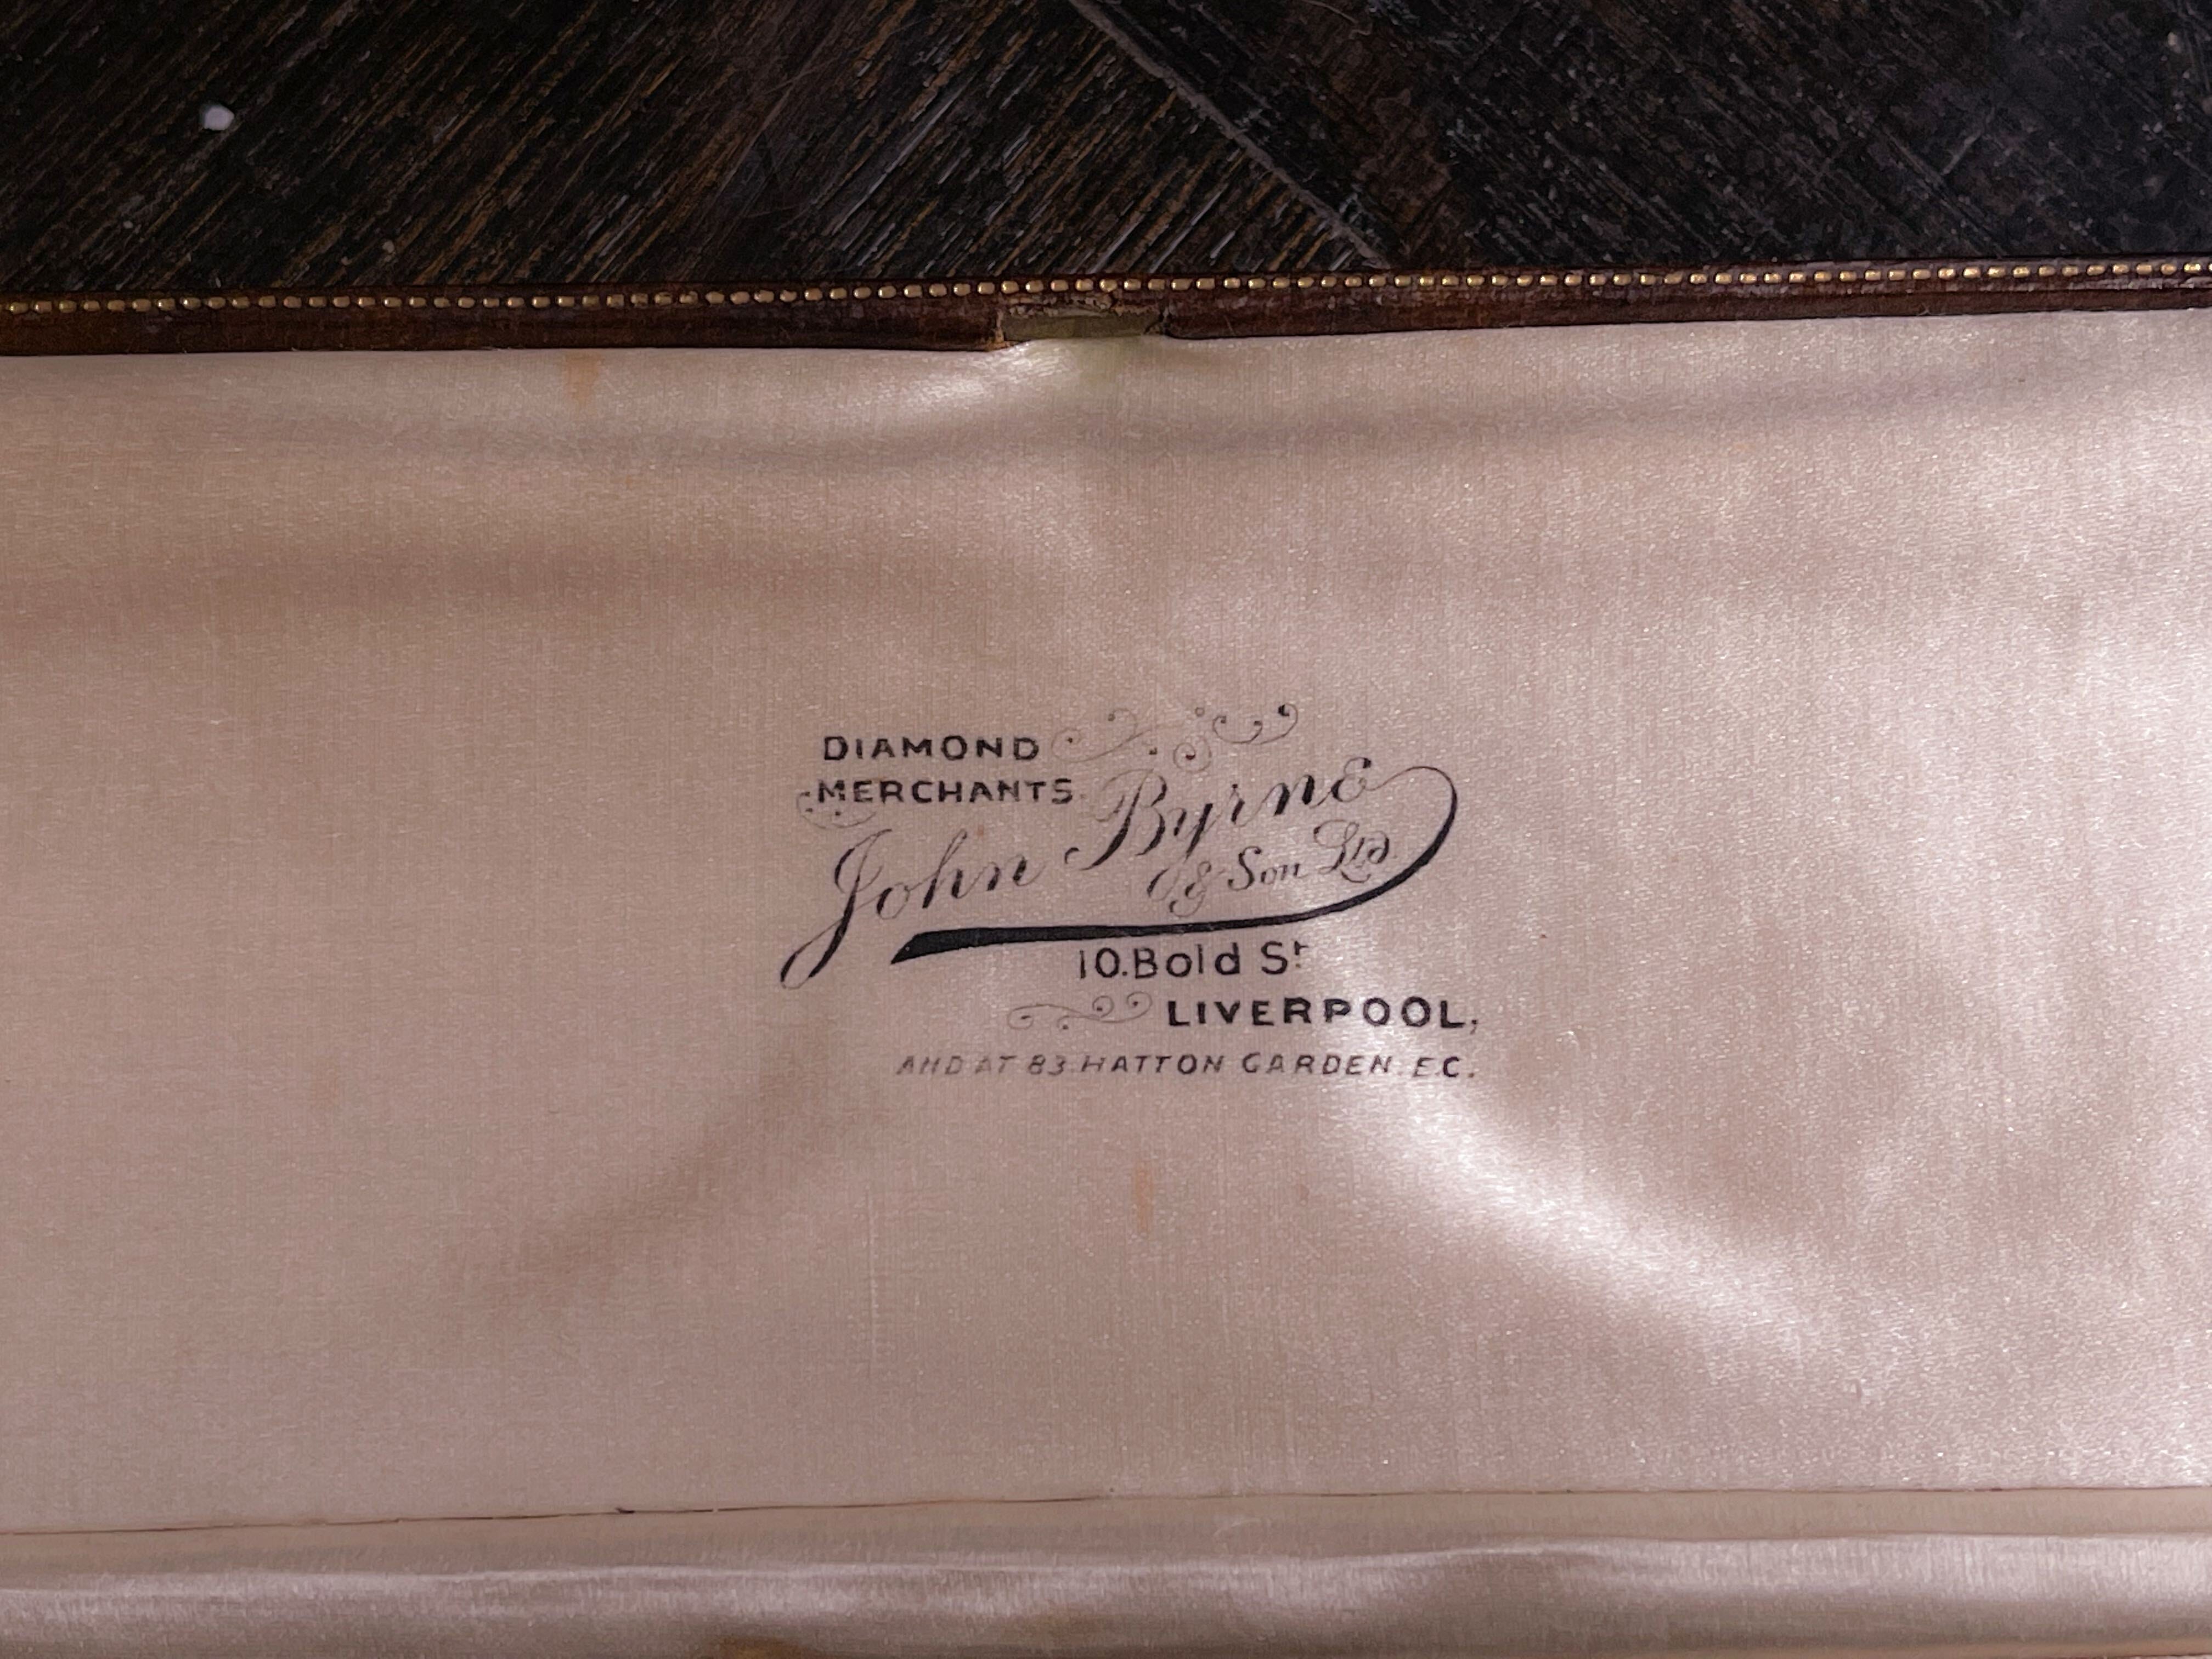 DIAMOND
MERCHANTS.
John Byrne
& Son Ltd
10.Bold St
LIVERPOOL,
AND AT 83.HATTON GARDEN.E.C.